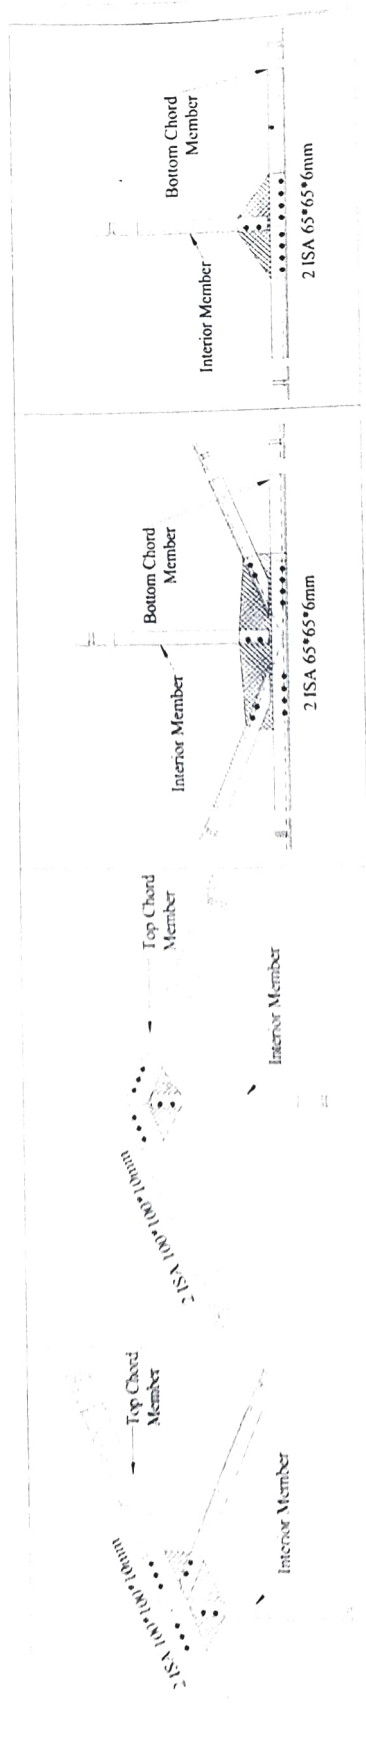 Bottom Chord
Member
Interior Member
2 ISA 65*65*6mm
Bottom Chord
Member
Interior Member
2 ISA 65*65*6mm
Top Chord
Member
2 ISA 100*100*10mm
Interior Member
Top Chord
Member
2 ISA 100*100*10mm
Interior Member